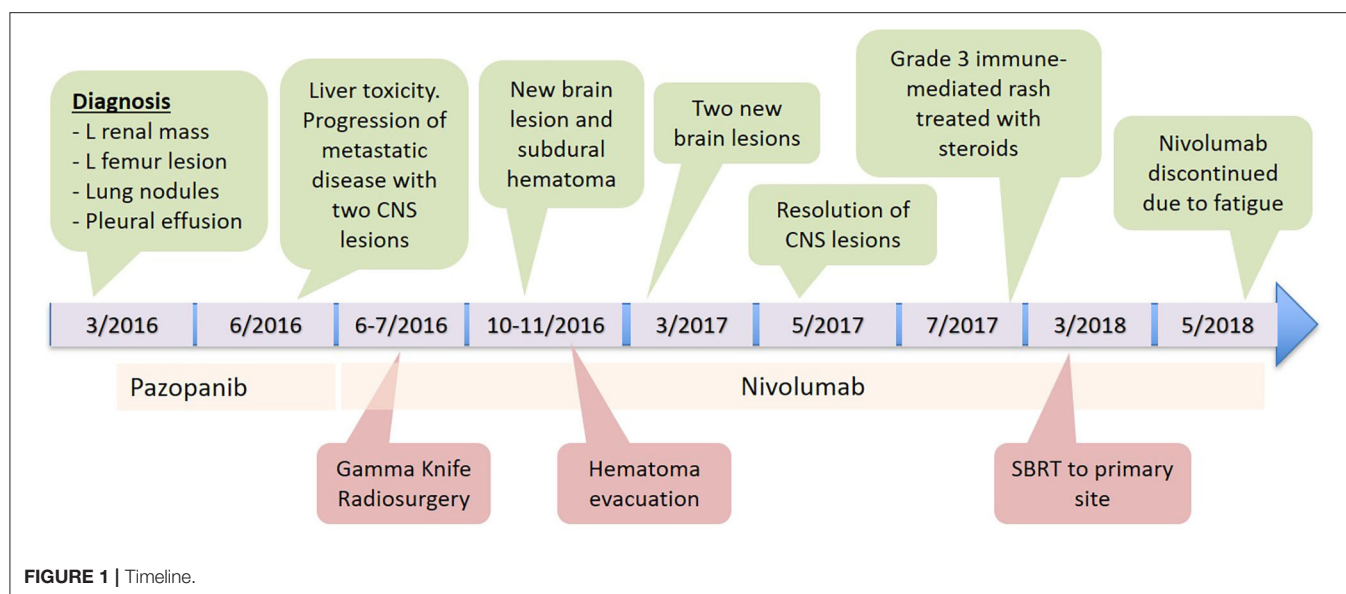 Diagnosis
- L renal mass
- L femur lesion
- Lung nodules
- Pleural effusion
Liver toxicity.
Progression of
metastatic
disease with
two CNS
lesions
New brain
lesion and
subdural
hematoma
Two new
brain lesions
Resolution of
CNS lesions
Grade 3 immune-
mediated rash
treated with
steroids
Nivolumab
discontinued
due to fatigue
3/2016
6/2016
6-7/2016
10-11/2016
3/2017
5/2017
7/2017
3/2018
5/2018
Pazopanib
Nivolumab
Gamma Knife
Radiosurgery
Hematoma
evacuation
SBRT to primary
site
FIGURE 1 | Timeline.